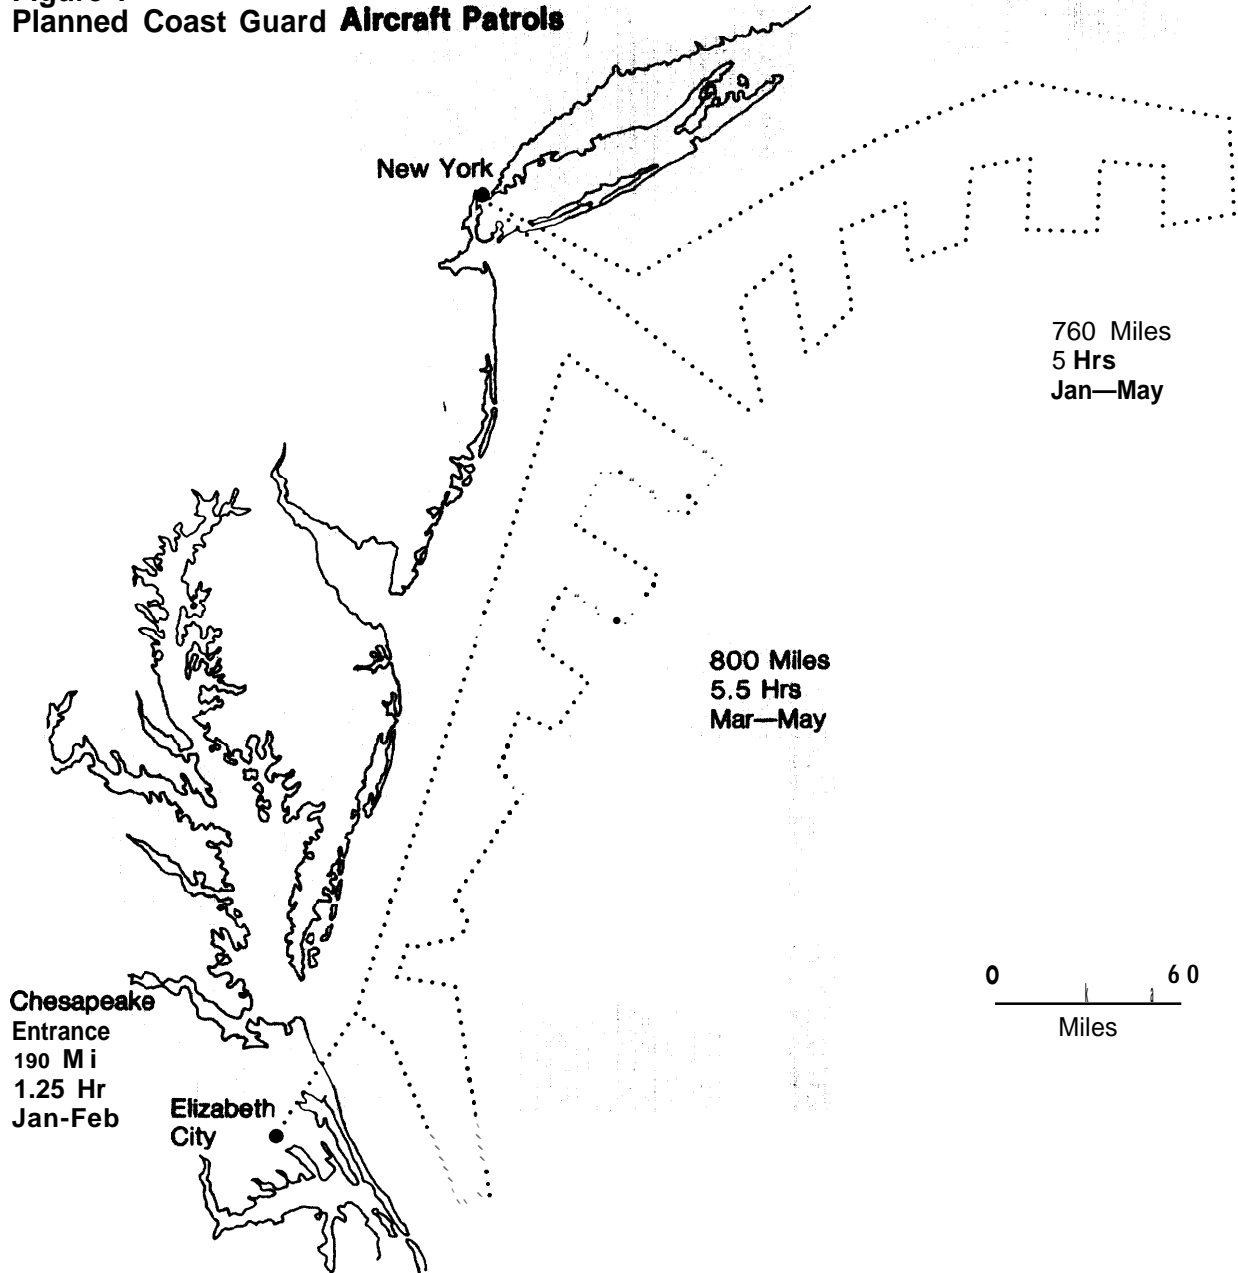 Planned Coast Guard Aircraft Patrols
New York
760 Miles
5 Hrs
Jan—May
800 Miles
5.5 Hrs
Mar—May
0 60
Miles
Chesapeake
Entrance
190 Mi
1.25 Hr
Jan-Feb
Elizabeth
City